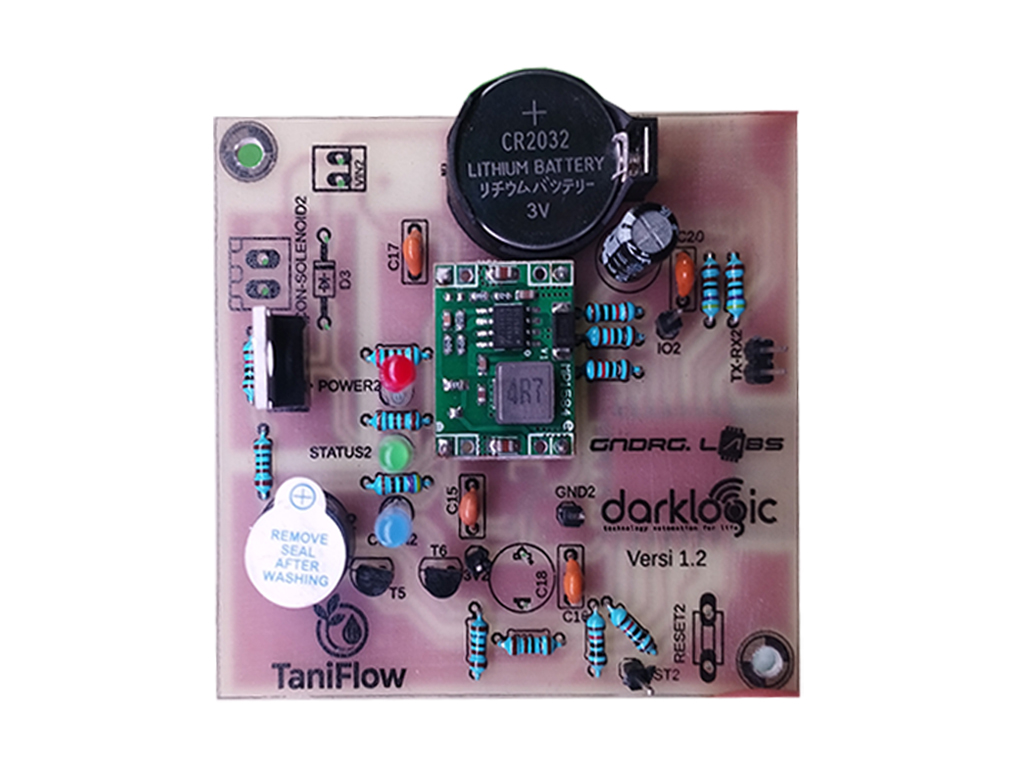 VIN2
CR2032
LITHIUM BATTERY
リチウムバッテリー
3V
CON-SOLENOID2
D3
C17
C20
IO2
TX-RX2
POWER2
4R7
MP1584
STATUS2
GNDRG. LABS
darklogic
technology automation for life
GND2
C15
Versi 1.2
REMOVE
SEAL
AFTER
WASHING
T5
T6
3V2
C18
C16
RESET2
ST2
TaniFlow